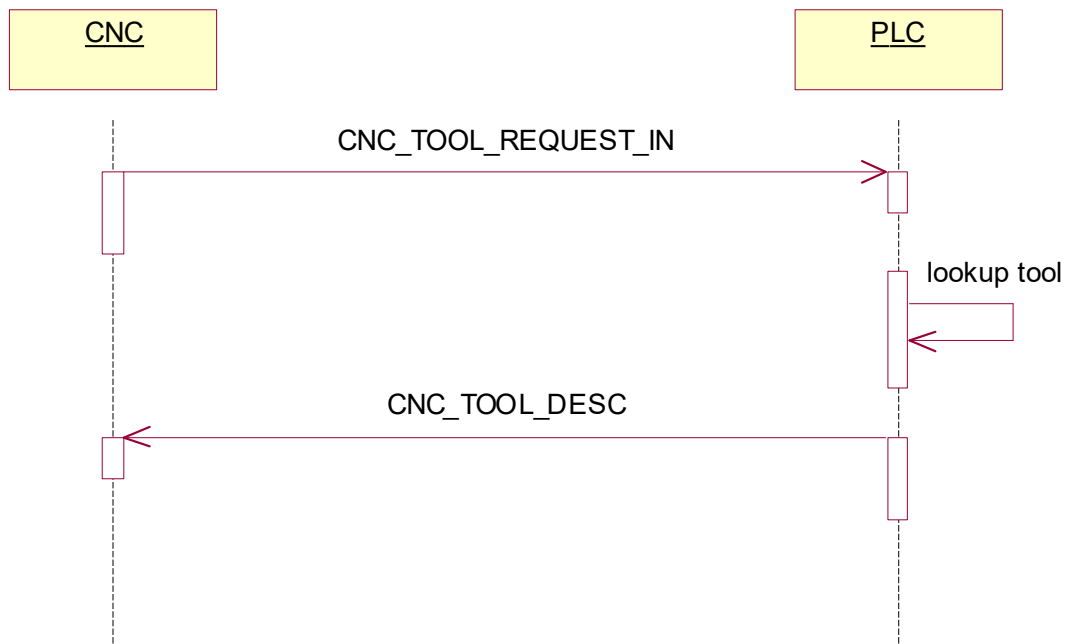 CNC
PLC
CNC_TOOL_REQUEST_IN
lookup tool
CNC_TOOL_DESC